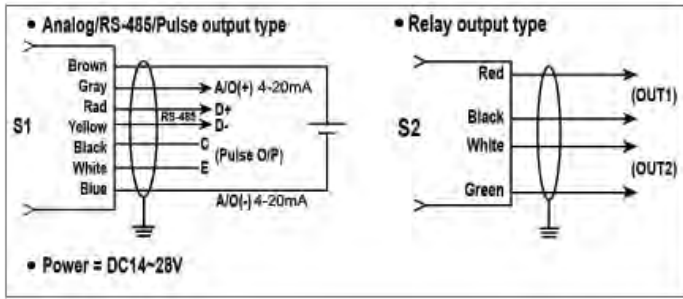 • Analog/RS-485/Pulse output type
Brown
Gray
A/O(+) 4-20mA
Rad
RS-485
D+
Yellow
D-
Black
C
(Pulse O/P)
White
E
Blue
A/O(-) 4-20mA
S1
• Power = DC14~28V
• Relay output type
Red
(OUT1)
Black
S2
White
(OUT2)
Green